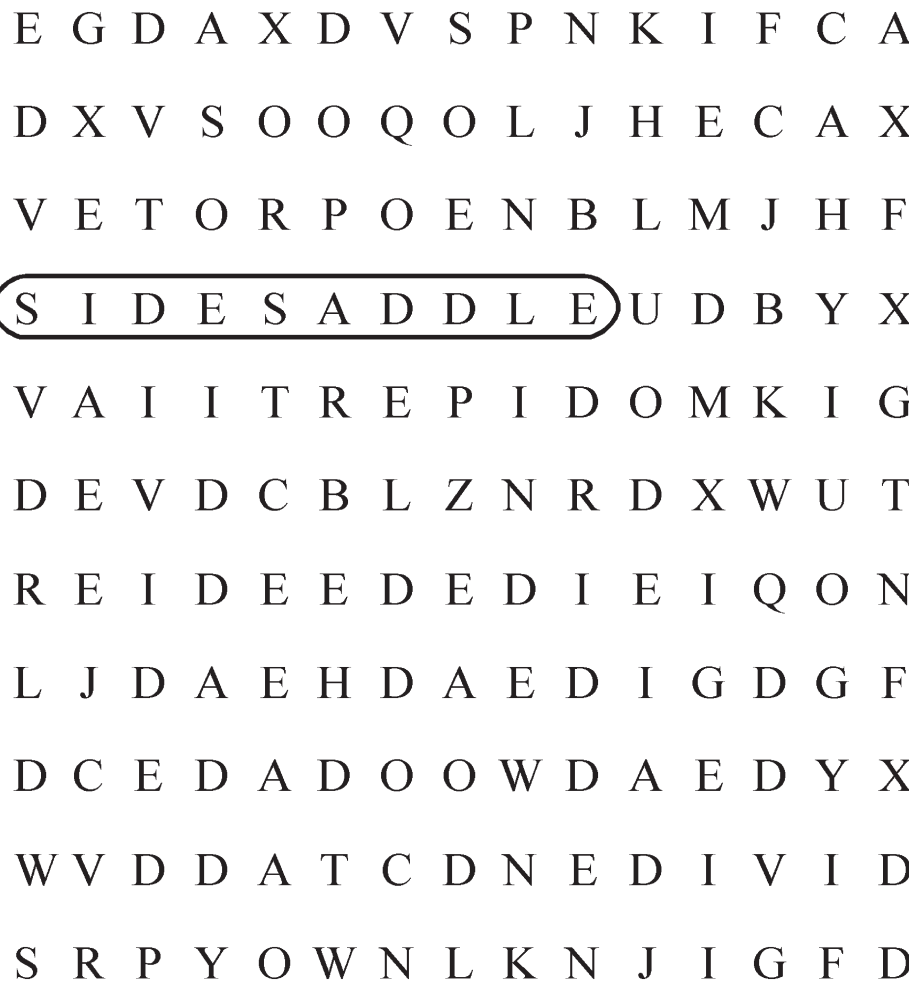 E G D A X D V S P N K I F C A
D X V S O O Q O L J H E C A X
V E T O R P O E N B L M J H F
S I D E S A D D L E U D B Y X
V A I I T R E P I D O M K I G
D E V D C B L Z N R D X W U T
R E I D E E D E D I E I Q O N
L J D A E H D A E D I G D G F
D C E D A D O O W D A E D Y X
W V D D A T C D N E D I V I D
S R P Y O W N L K N J I G F D